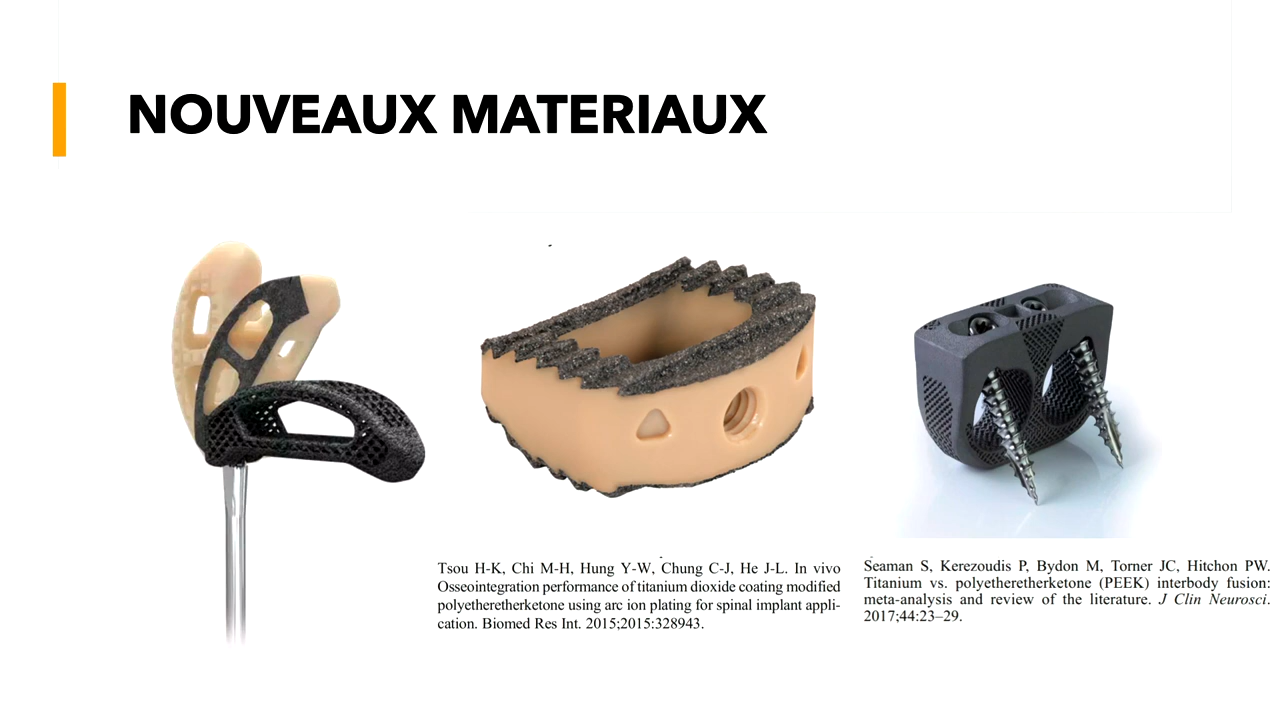 NOUVEAUX MATERIAUX
Tsou H-K, Chi M-H, Hung Y-W, Chung C-J, He J-L. In vivo
Osseointegration performance of titanium dioxide coating modified
polyetheretherketone using arc ion plating for spinal implant appli-
cation. Biomed Res Int. 2015;2015:328943.
Seaman S, Kerezoudis P, Bydon M, Torner JC, Hitchon PW.
Titanium vs. polyetheretherketone (PEEK) interbody fusion:
meta-analysis and review of the literature. J Clin Neurosci.
2017;44:23–29.